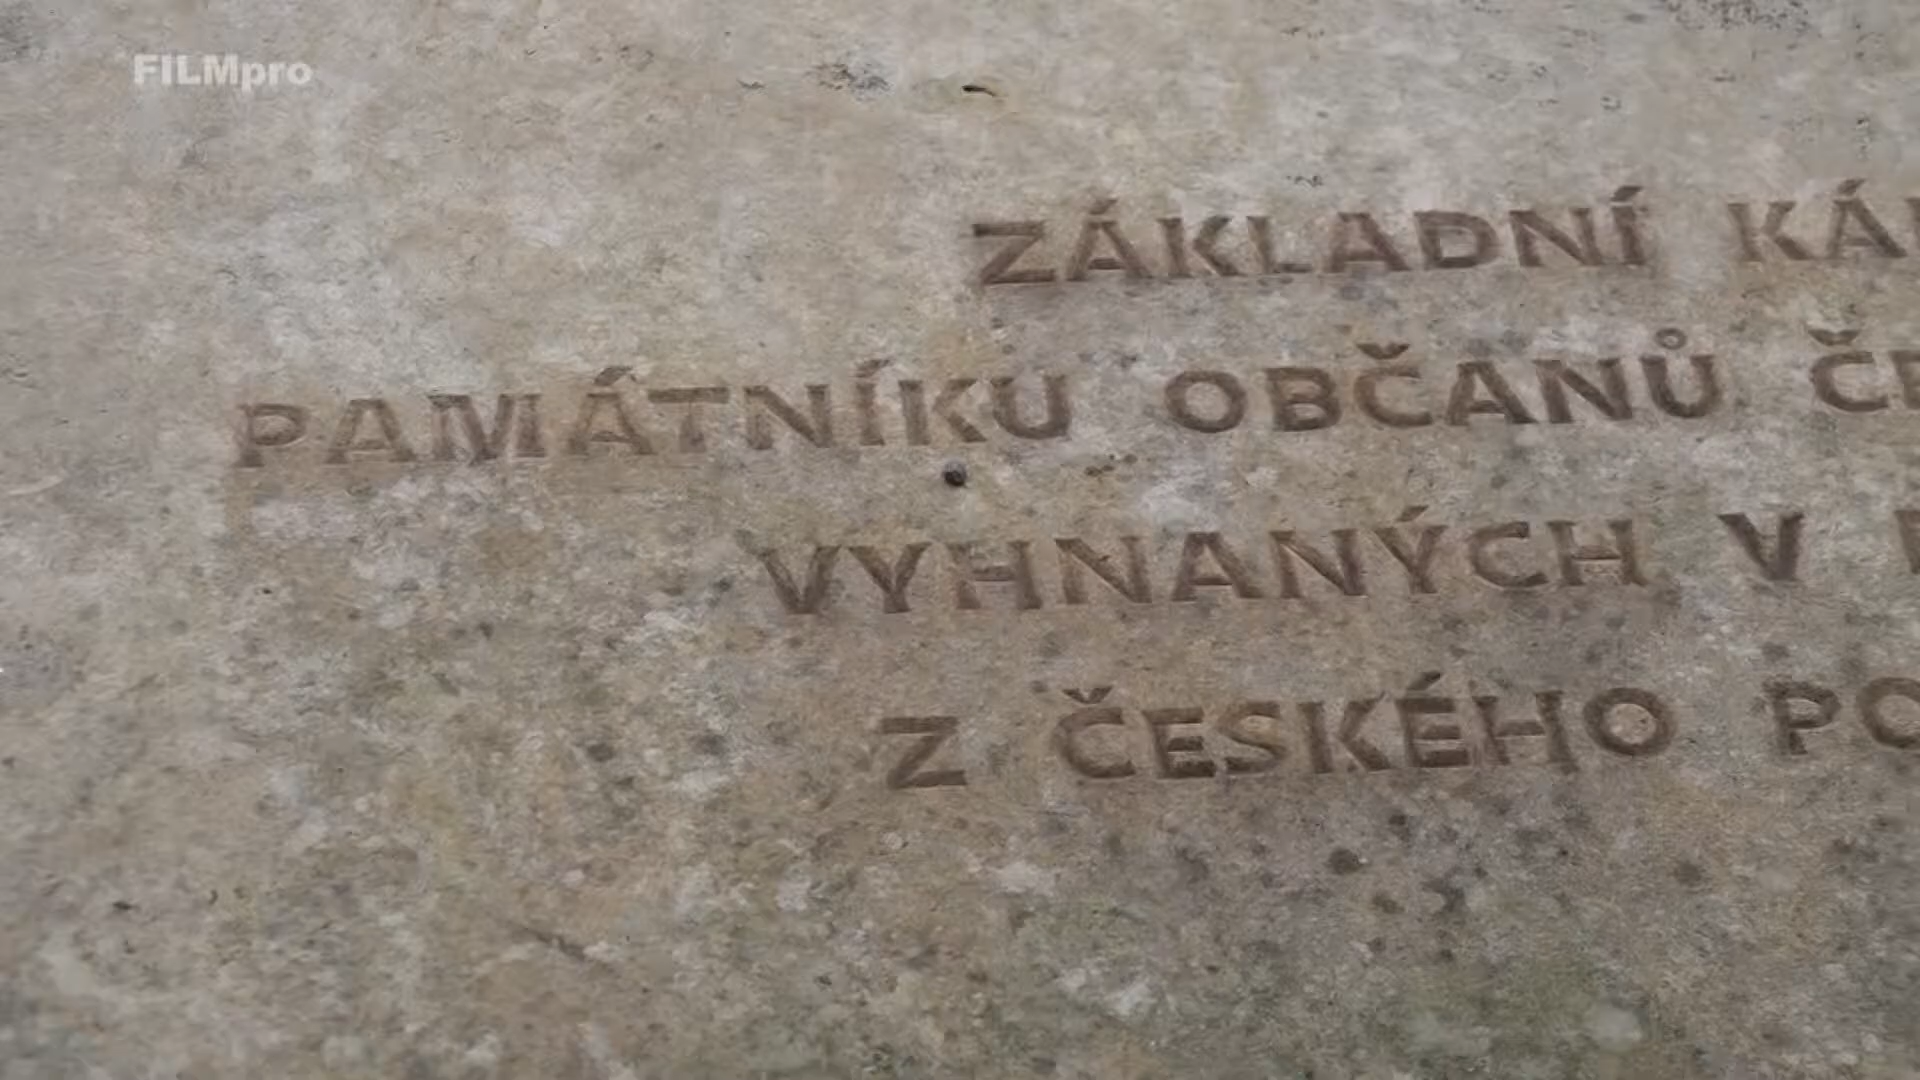 FILMpro
ZÁKLADNÍ
PAMÁTNÍKU OBČANŮ
VYHNANÝCH V
Z ČESKÉHO